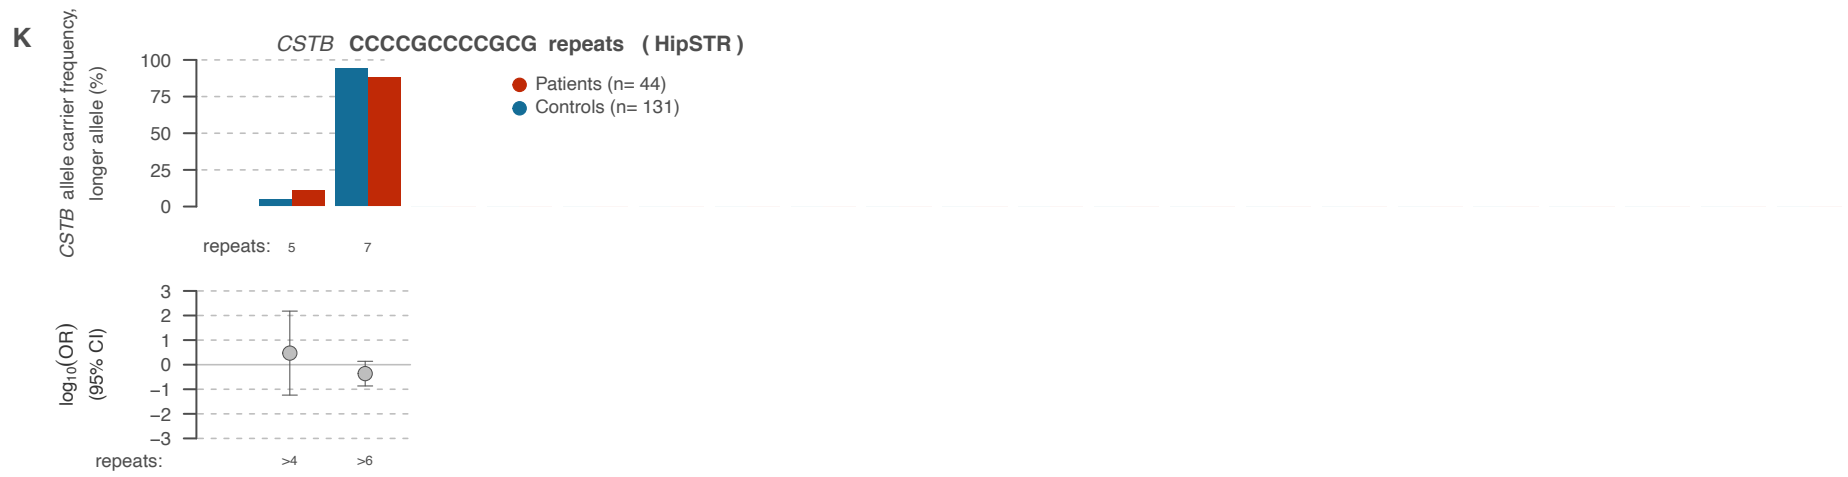 K
CSTB CCCCGCCCCGCG repeats ( HipSTR )
CSTB allele carrier frequency,
longer allele (%)
100
75
50
25
0
Patients (n= 44)
Controls (n= 131)
repeats: 5 7
log10(OR)
(95% CI)
3
2
1
0
−1
−2
−3
repeats: >4 >6